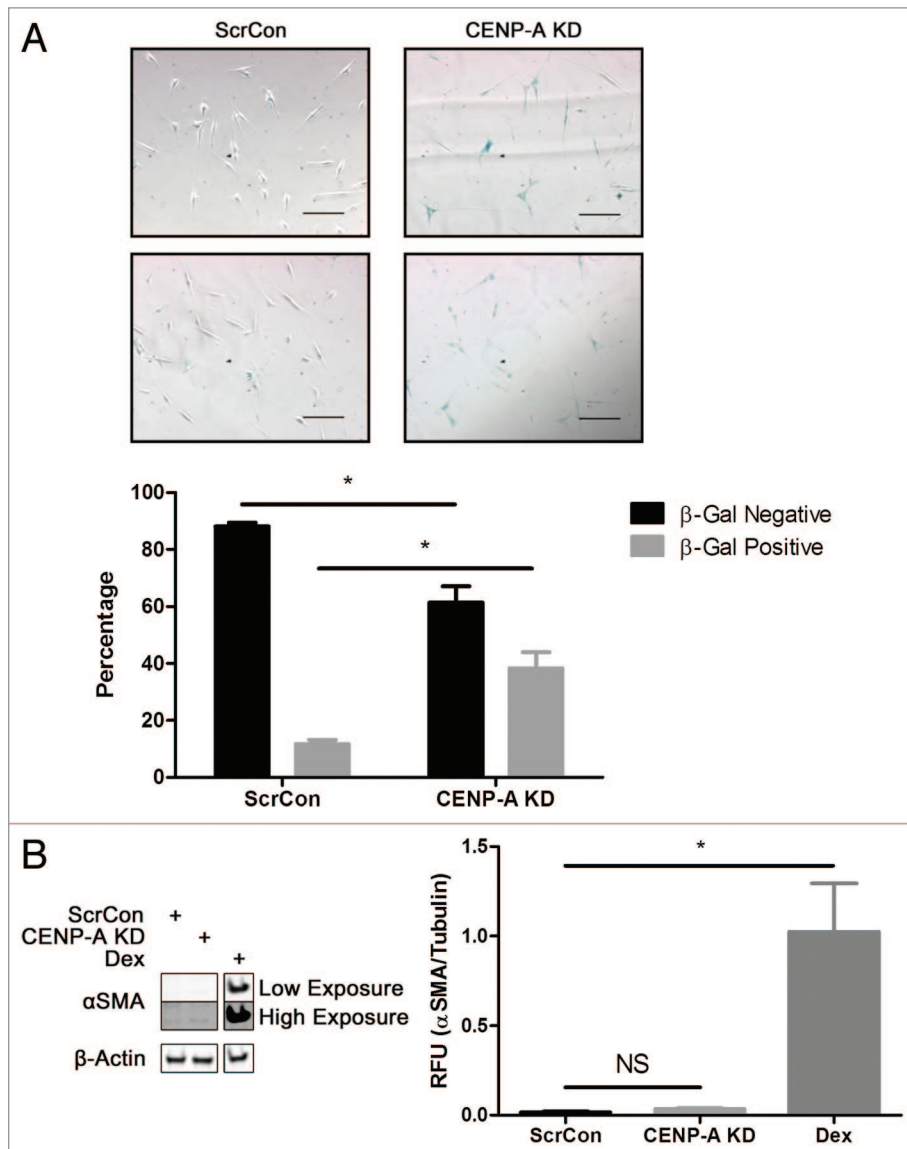 A
ScrCon
CENP-A KD
100
80
60
40
20
0
Percentage
*
*
ScrCon
CENP-A KD
β-Gal Negative
β-Gal Positive
B
ScrCon +
CENP-A KD +
Dex +
αSMA
Low Exposure
High Exposure
β-Actin
1.5
1.0
0.5
0.0
RFU (αSMA/Tubulin)
*
NS
ScrCon
CENP-A KD
Dex